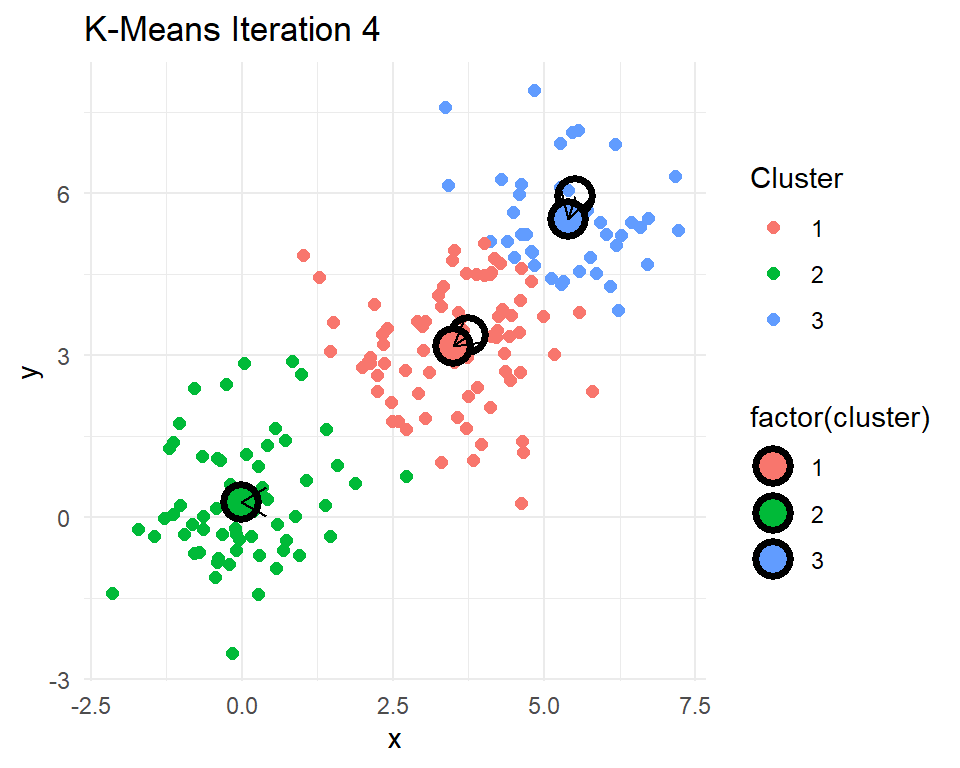 K-Means Iteration 4
6
3
0
-3
y
-2.5 0.0 2.5 5.0 7.5
x
Cluster
1
2
3
factor(cluster)
1
2
3